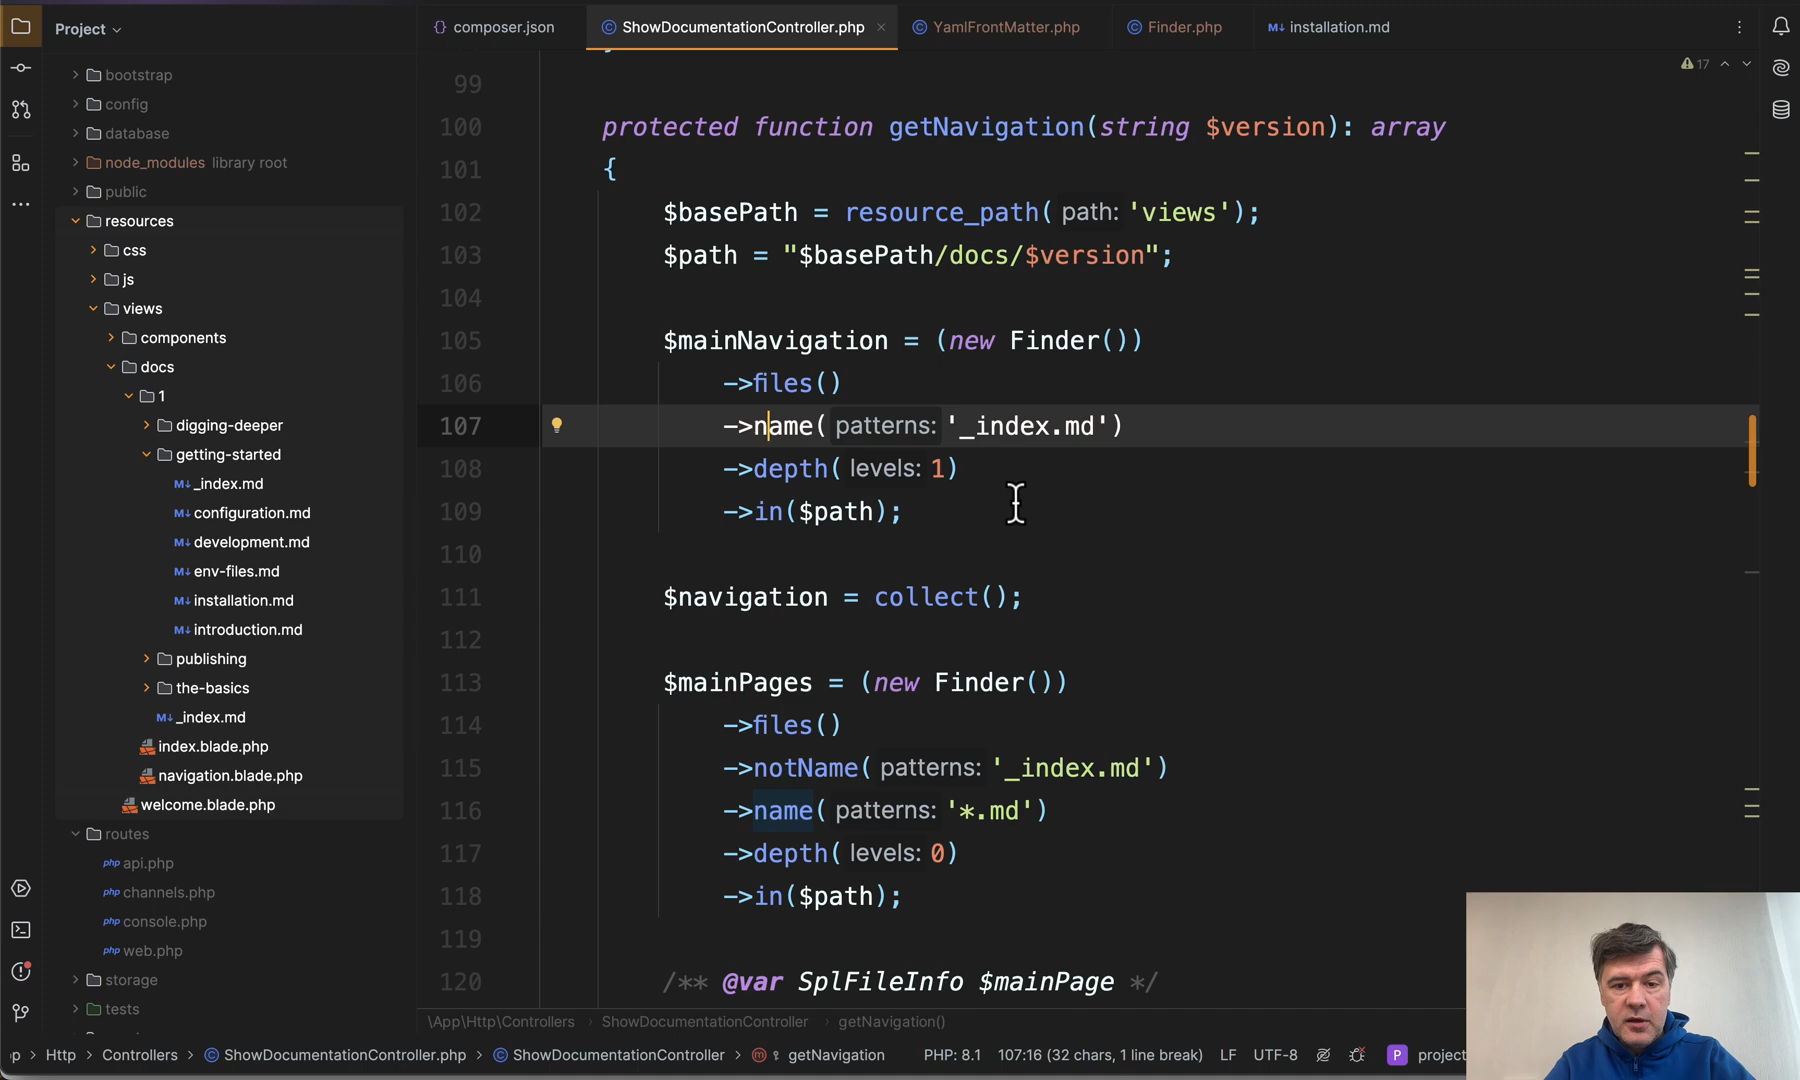 Project
composer.json
ShowDocumentationController.php
YamlFrontMatter.php
Finder.php
M↓ installation.md
17
bootstrap
config
database
node_modules library root
public
resources
css
js
views
components
docs
1
digging-deeper
getting-started
M↓ _index.md
M↓ configuration.md
M↓ development.md
M↓ env-files.md
M↓ installation.md
M↓ introduction.md
publishing
the-basics
M↓ _index.md
index.blade.php
navigation.blade.php
welcome.blade.php
routes
php api.php
php channels.php
php console.php
php web.php
storage
tests
99
100 protected function getNavigation(string $version): array
101 {
102 $basePath = resource_path( path: 'views');
103 $path = "$basePath/docs/$version";
104
105 $mainNavigation = (new Finder())
106 ->files()
107 ->name( patterns: '_index.md')
108 ->depth( levels: 1)
109 ->in($path);
110
111 $navigation = collect();
112
113 $mainPages = (new Finder())
114 ->files()
115 ->notName( patterns: '_index.md')
116 ->name( patterns: '*.md')
117 ->depth( levels: 0)
118 ->in($path);
119
120 /** @var SplFileInfo $mainPage */
\App\Http\Controllers › ShowDocumentationController › getNavigation()
pp › Http › Controllers › ShowDocumentationController.php › ShowDocumentationController › m getNavigation PHP: 8.1 107:16 (32 chars, 1 line break) LF UTF-8 P project